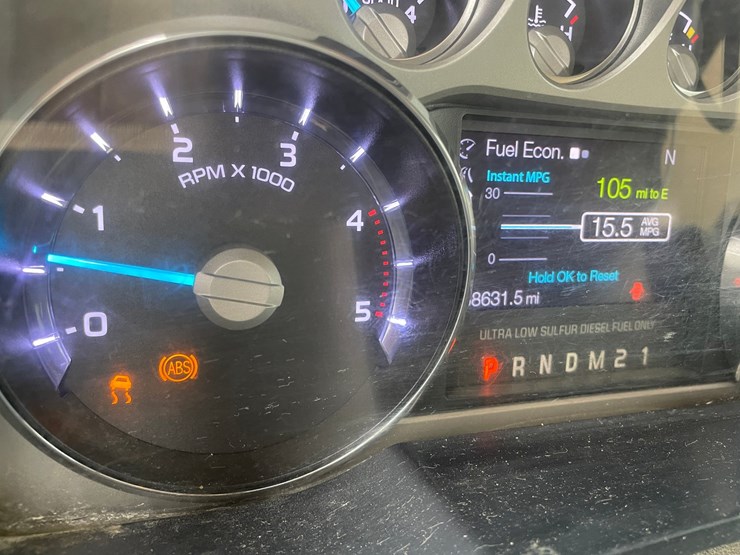 4
H
2
3
RPM X 1000
1
4
0
5
ABS
Fuel Econ.
N
Instant MPG
30
105 mi to E
15.5 AVG MPG
0
Hold OK to Reset
8631.5 mi
ULTRA LOW SULFUR DIESEL FUEL ONLY
P R N D M 2 1